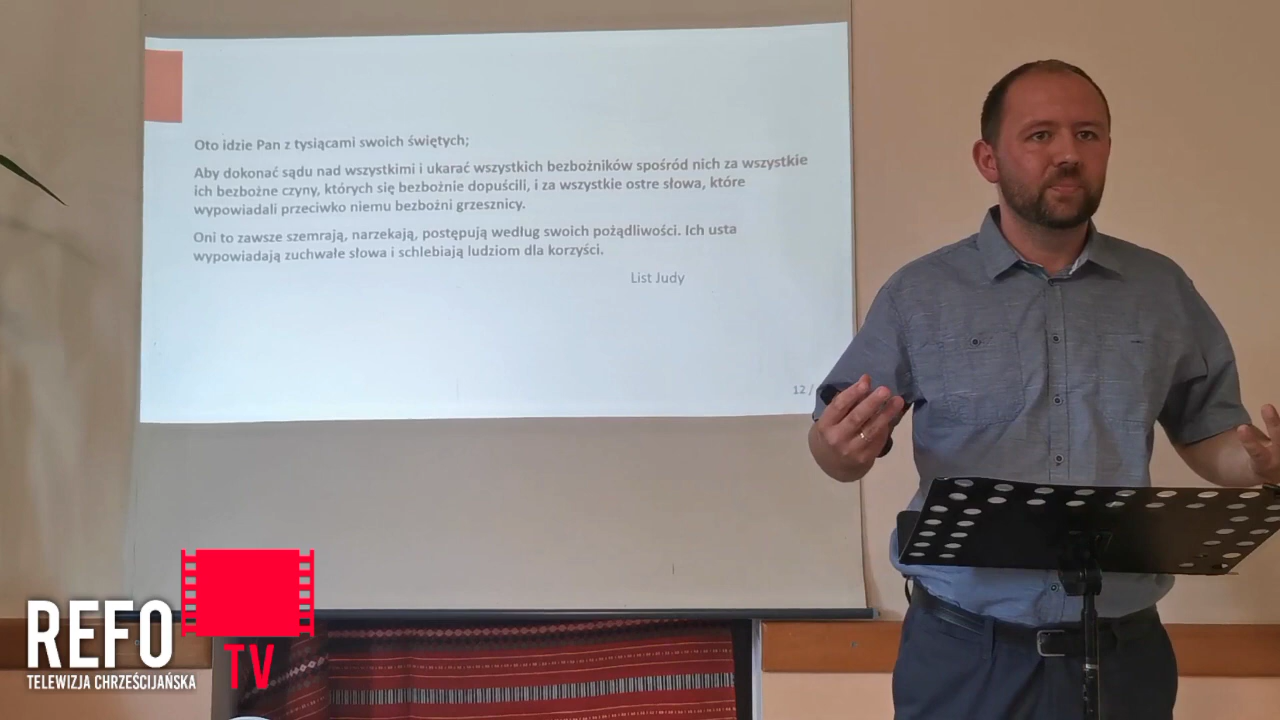 Oto idzie Pan z tysiącami swoich świętych;
Aby dokonać sądu nad wszystkimi i ukarać wszystkich bezbożników spośród nich za wszystkie
ich bezbożne czyny, których się bezbożnie dopuścili, i za wszystkie ostre słowa, które
wypowiadali przeciwko niemu bezbożni grzesznicy.
Oni to zawsze szemrają, narzekają, postępują według swoich pożądliwości. Ich usta
wypowiadają zuchwałe słowa i schlebiają ludziom dla korzyści.
List Judy
12 /
REFO
TV
TELEWIZJA CHRZEŚCIJAŃSKA